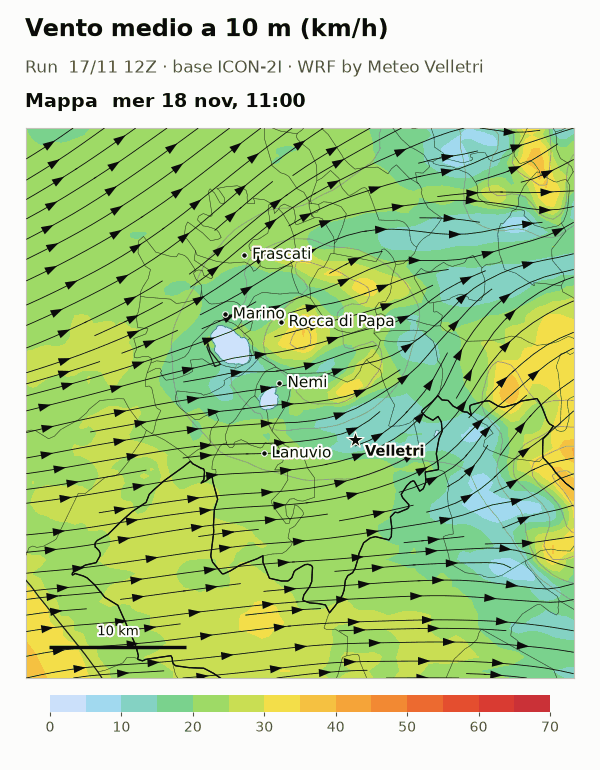 Vento medio a 10 m (km/h)
Run 17/11 12Z · base ICON-2I · WRF by Meteo Velletri
Mappa mer 18 nov, 11:00
Frascati
Marino
Rocca di Papa
Nemi
Velletri
Lanuvio
10 km
0 10 20 30 40 50 60 70